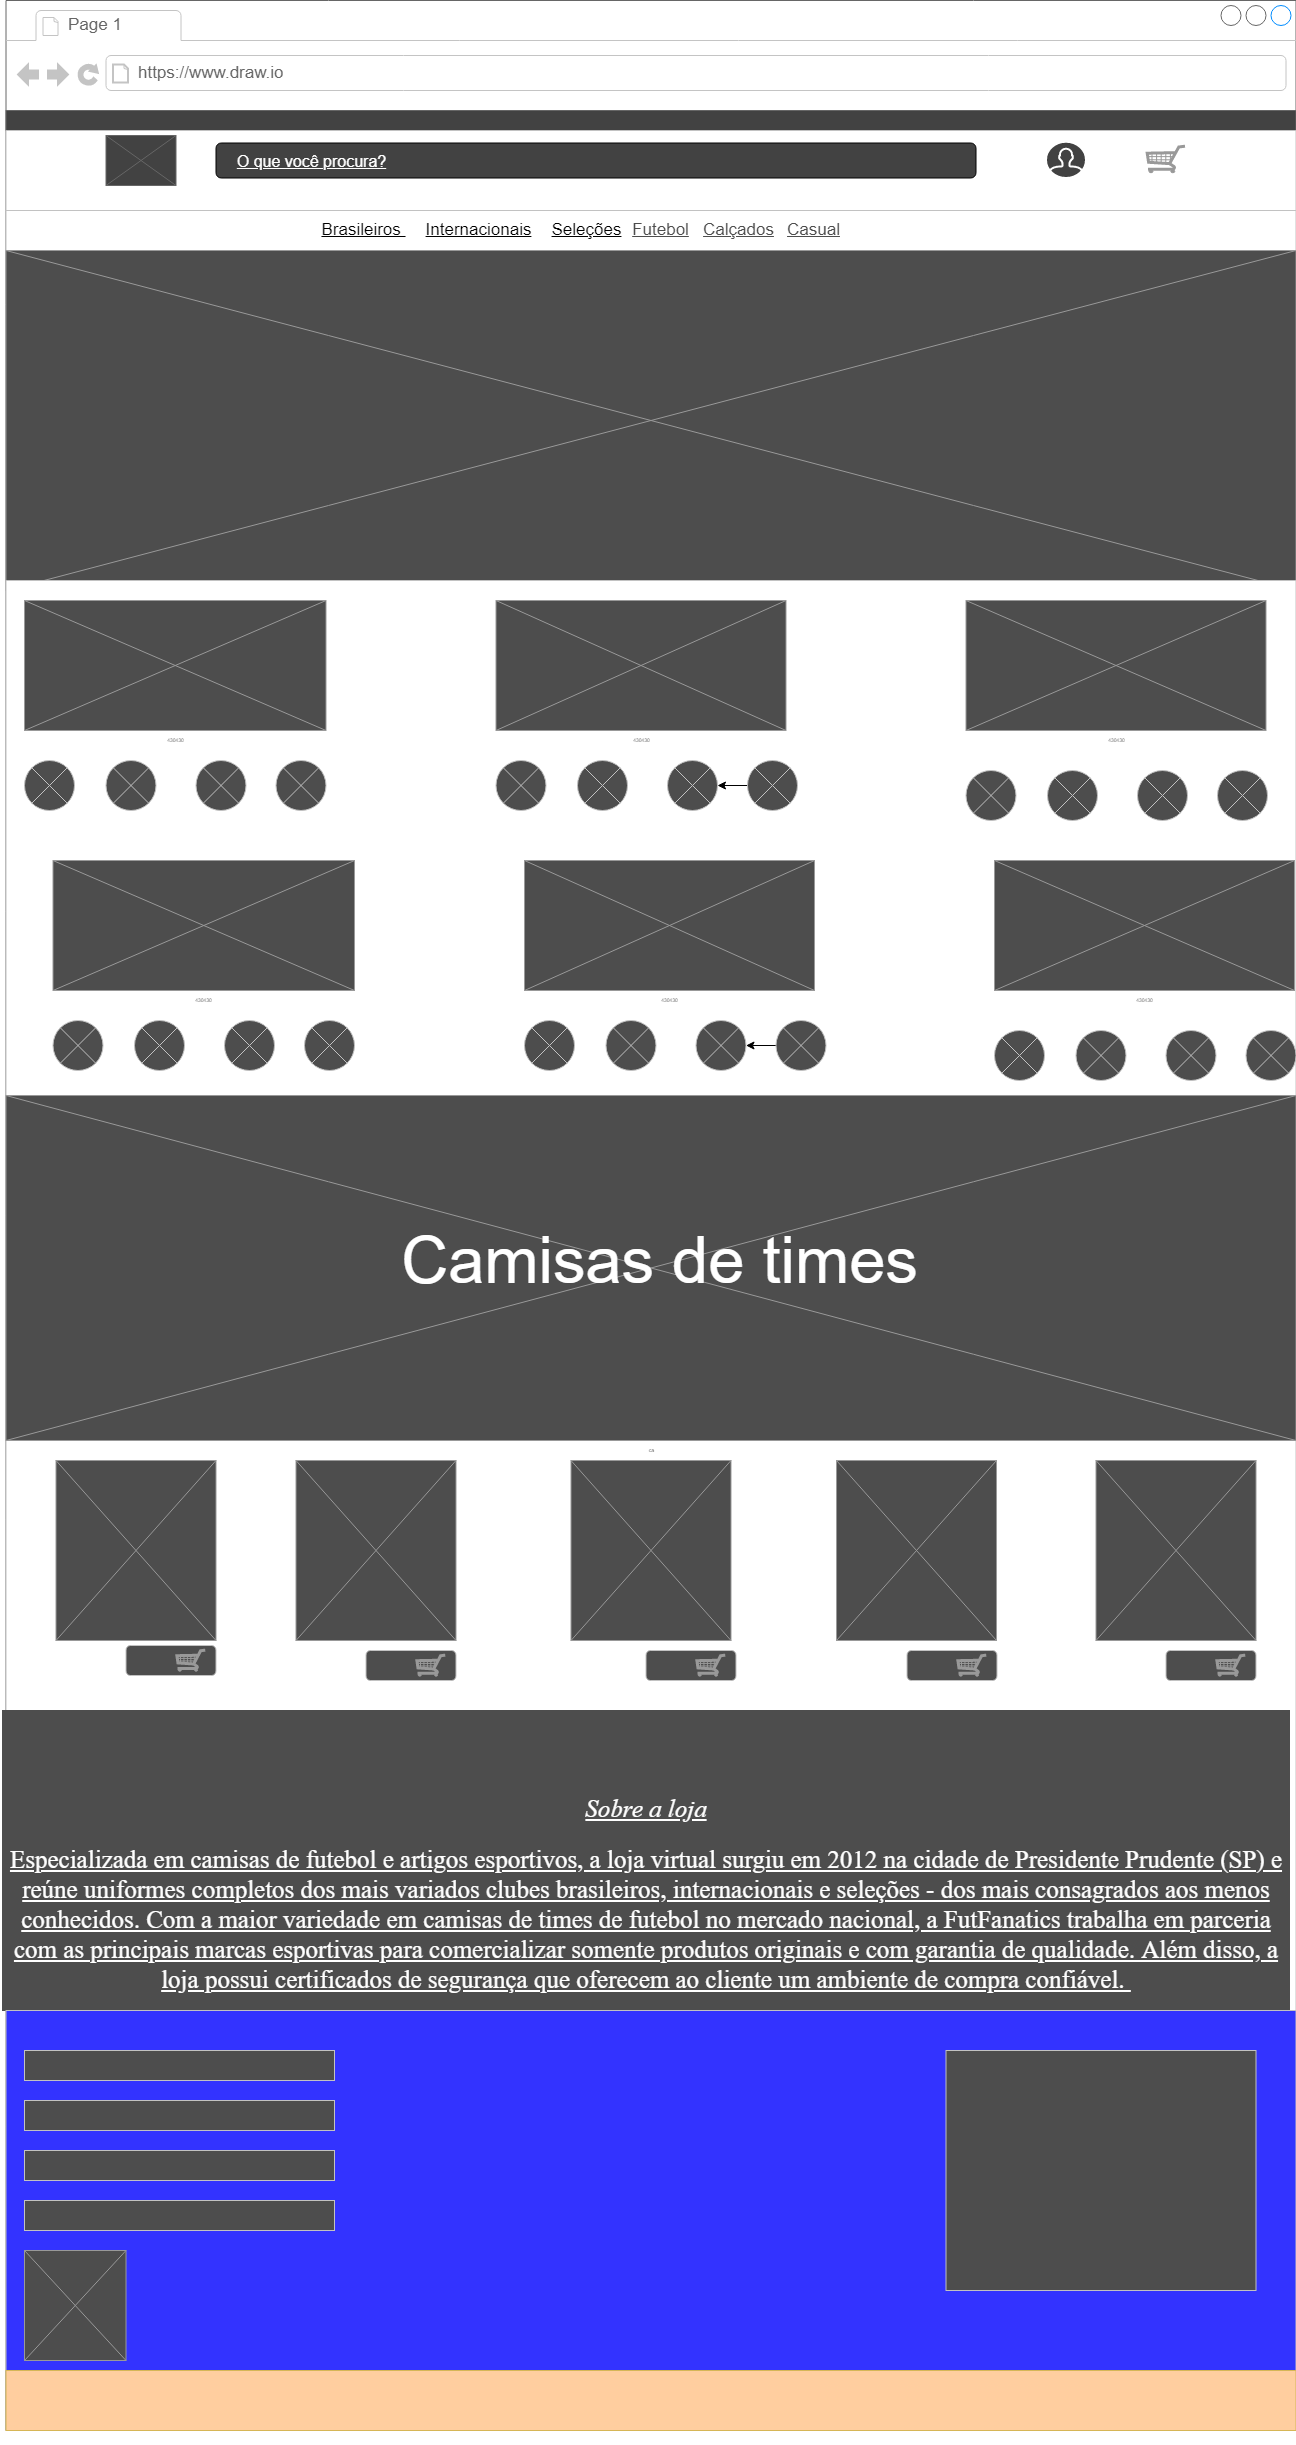 Page 1
https://www.draw.io
O que você procura?
Brasileiros Internacionais Seleções Futebol Calçados Casual
Camisas de times
Sobre a loja
Especializada em camisas de futebol e artigos esportivos, a loja virtual surgiu em 2012 na cidade de Presidente Prudente (SP) e
reúne uniformes completos dos mais variados clubes brasileiros, internacionais e seleções - dos mais consagrados aos menos
conhecidos. Com a maior variedade em camisas de times de futebol no mercado nacional, a FutFanatics trabalha em parceria
com as principais marcas esportivas para comercializar somente produtos originais e com garantia de qualidade. Além disso, a
loja possui certificados de segurança que oferecem ao cliente um ambiente de compra confiável.